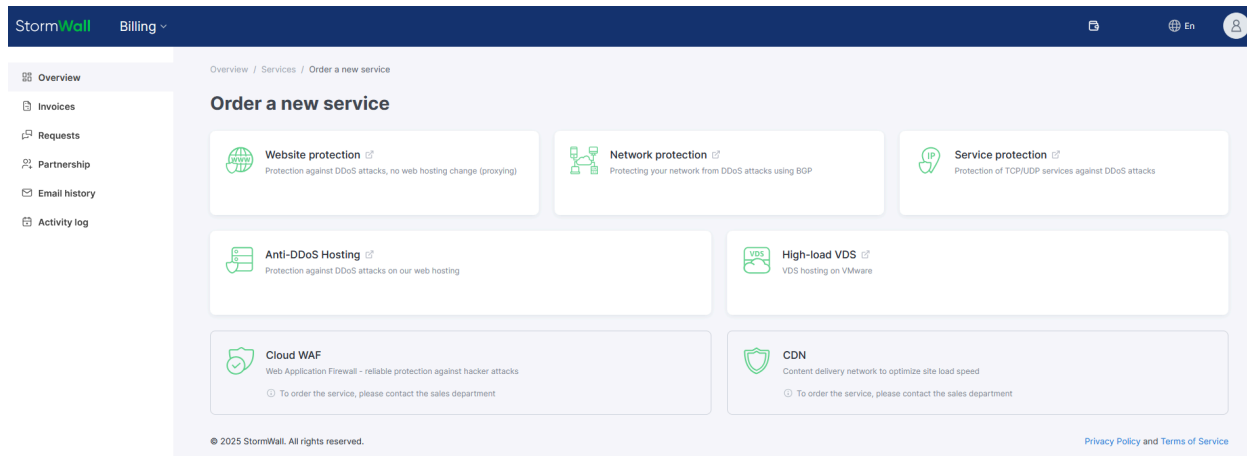 StormWall Billing En
Overview
Invoices
Requests
Partnership
Email history
Activity log
Overview / Services / Order a new service
Order a new service
www
Website protection
Protection against DDoS attacks, no web hosting change (proxying)
Network protection
Protecting your network from DDoS attacks using BGP
IP
Service protection
Protection of TCP/UDP services against DDoS attacks
Anti-DDoS Hosting
Protection against DDoS attacks on our web hosting
VDS
High-load VDS
VDS hosting on VMware
Cloud WAF
Web Application Firewall - reliable protection against hacker attacks
To order the service, please contact the sales department
CDN
Content delivery network to optimize site load speed
To order the service, please contact the sales department
© 2025 StormWall. All rights reserved.
Privacy Policy and Terms of Service